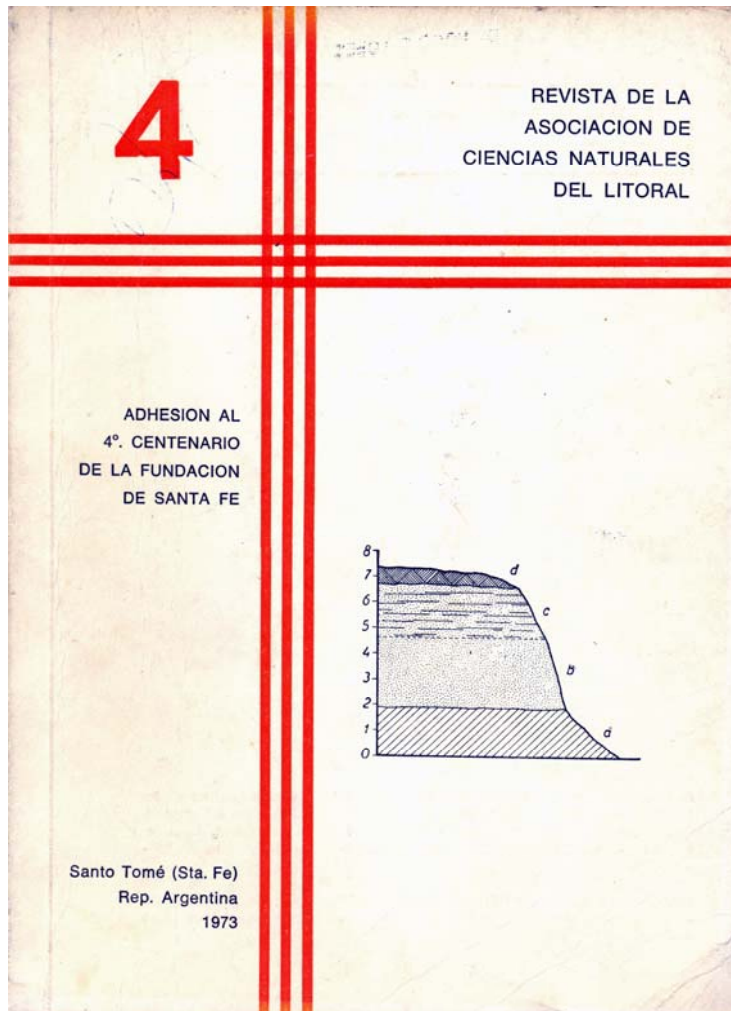 4
REVISTA DE LA
ASOCIACION DE
CIENCIAS NATURALES
DEL LITORAL
ADHESION AL
4º. CENTENARIO
DE LA FUNDACION
DE SANTA FE
8
7
6
5
4
3
2
1
0
d
c
b
a
Santo Tomé (Sta. Fe)
Rep. Argentina
1973